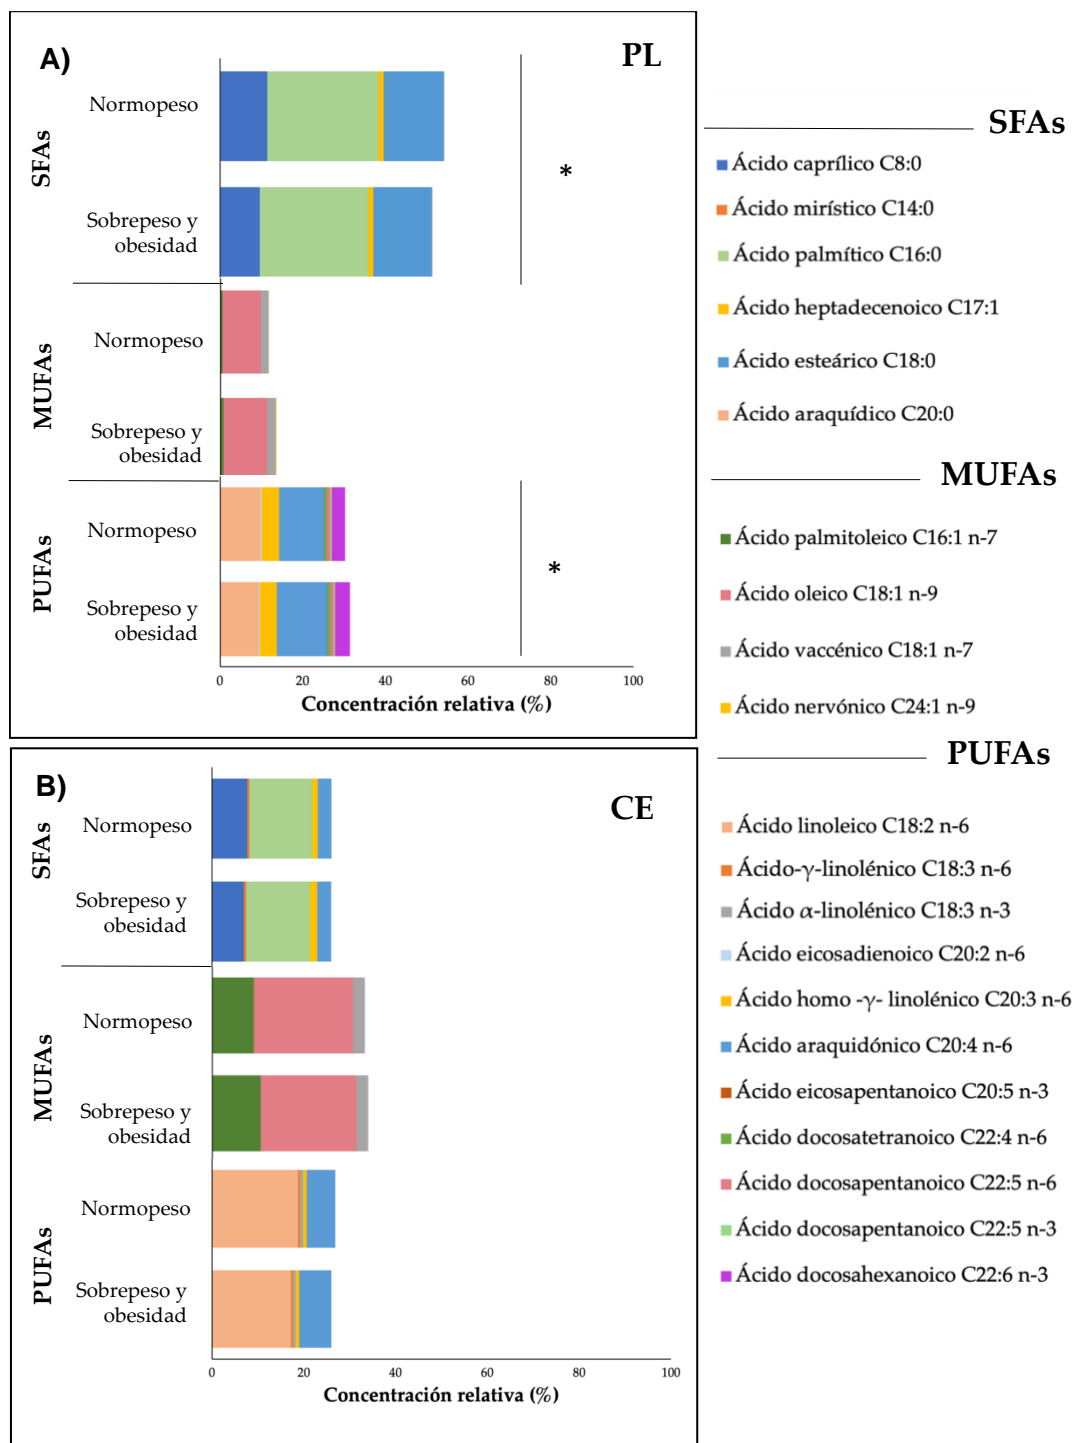 A)
PL
SFAs
Normopeso
Sobrepeso y
obesidad
*
MUFAs
Normopeso
Sobrepeso y
obesidad
PUFAs
Normopeso
Sobrepeso y
obesidad
*
0 20 40 60 80 100
Concentración relativa (%)
B)
CE
SFAs
Normopeso
Sobrepeso y
obesidad
MUFAs
Normopeso
Sobrepeso y
obesidad
PUFAs
Normopeso
Sobrepeso y
obesidad
0 20 40 60 80 100
Concentración relativa (%)
SFAs
Ácido caprílico C8:0
Ácido mirístico C14:0
Ácido palmítico C16:0
Ácido heptadecenoico C17:1
Ácido esteárico C18:0
Ácido araquídico C20:0
MUFAs
Ácido palmitoleico C16:1 n-7
Ácido oleico C18:1 n-9
Ácido vaccénico C18:1 n-7
Ácido nervónico C24:1 n-9
PUFAs
Ácido linoleico C18:2 n-6
Ácido-γ-linolénico C18:3 n-6
Ácido α-linolénico C18:3 n-3
Ácido eicosadienoico C20:2 n-6
Ácido homo -γ- linolénico C20:3 n-6
Ácido araquidónico C20:4 n-6
Ácido eicosapentanoico C20:5 n-3
Ácido docosatetranoico C22:4 n-6
Ácido docosapentanoico C22:5 n-6
Ácido docosapentanoico C22:5 n-3
Ácido docosahexanoico C22:6 n-3